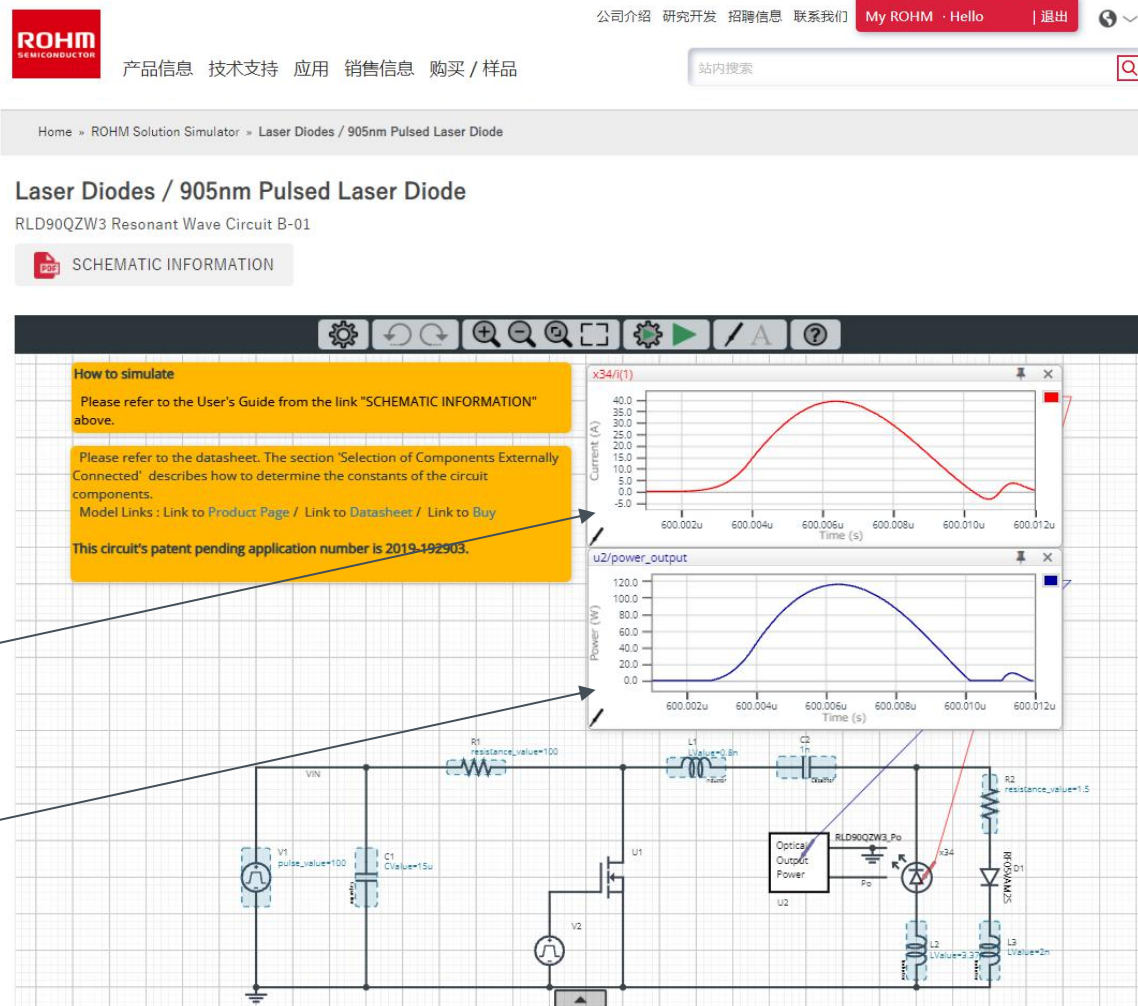 公司介绍 研究开发 招聘信息 联系我们 My ROHM · Hello | 退出
ROHM
SEMICONDUCTOR
产品信息 技术支持 应用 销售信息 购买 / 样品
站内搜索
Home » ROHM Solution Simulator » Laser Diodes / 905nm Pulsed Laser Diode
Laser Diodes / 905nm Pulsed Laser Diode
RLD90QZW3 Resonant Wave Circuit B-01
PDF SCHEMATIC INFORMATION
A
?
How to simulate
Please refer to the User's Guide from the link "SCHEMATIC INFORMATION"
above.
Please refer to the datasheet. The section 'Selection of Components Externally
Connected' describes how to determine the constants of the circuit
components.
Model Links : Link to Product Page / Link to Datasheet / Link to Buy
This circuit's patent pending application number is 2019-192903.
x34/i(1)
Current (A)
40.0
35.0
30.0
25.0
20.0
15.0
10.0
5.0
0.0
-5.0
600.002u 600.004u 600.006u 600.008u 600.010u 600.012u
Time (s)
u2/power_output
Power (W)
120.0
100.0
80.0
60.0
40.0
20.0
0.0
600.002u 600.004u 600.006u 600.008u 600.010u 600.012u
Time (s)
R1
resistance_value=100
L1
LValue=0.8n
C2
1n
VIN
R2
resistance_value=1.5
V1
pulse_value=100
C1
CValue=15u
U1
V2
Optical
Output
Power
U2
RLD90QZW3_Po
Po
x34
D1
RF05VAM2S
L2
LValue=3.37
L3
LValue=2n